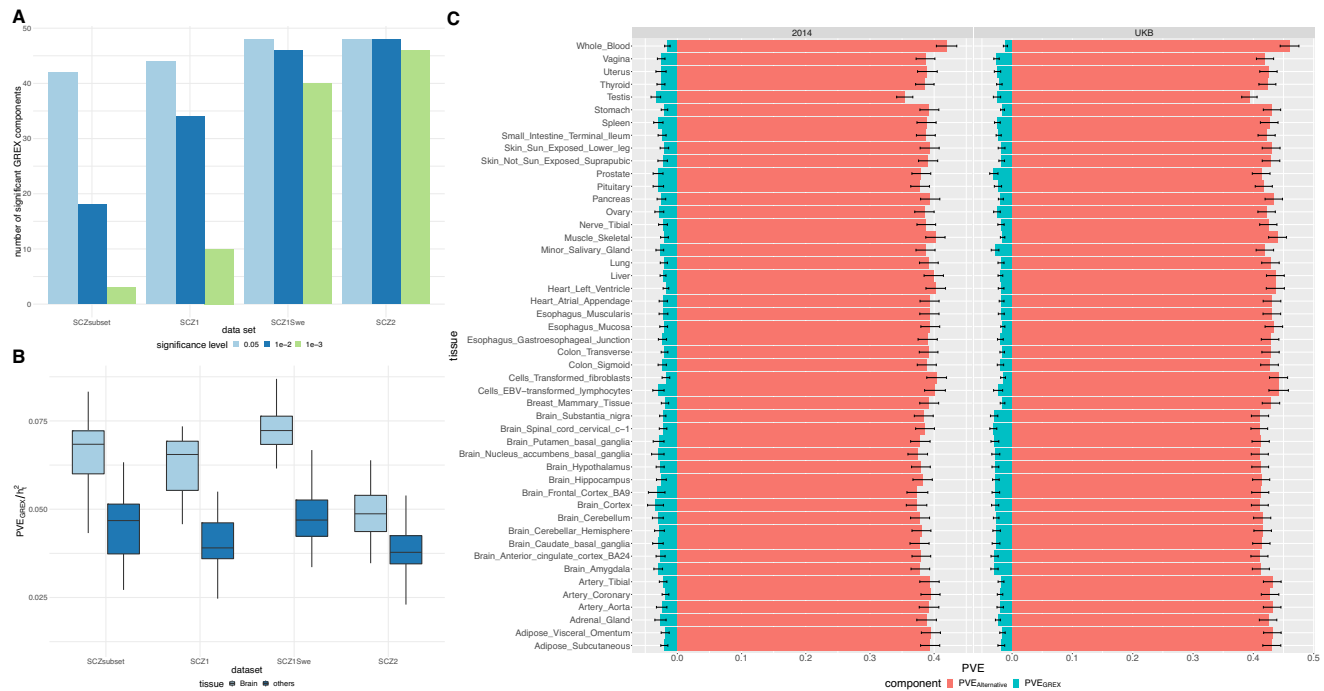 A
number of significant GREX components
50
40
30
20
10
0
SCZsubset SCZ1 SCZ1Swe SCZ2
data set
significance level 0.05 1e-2 1e-3
B
PVE_GREX/h_t^2
0.075
0.050
0.025
SCZsubset SCZ1 SCZ1Swe SCZ2
dataset
tissue Brain others
C
2014 UKB
tissue
Whole_Blood
Vagina
Uterus
Thyroid
Testis
Stomach
Spleen
Small_Intestine_Terminal_Ileum
Skin_Sun_Exposed_Lower_leg
Skin_Not_Sun_Exposed_Suprapubic
Prostate
Pituitary
Pancreas
Ovary
Nerve_Tibial
Muscle_Skeletal
Minor_Salivary_Gland
Lung
Liver
Heart_Left_Ventricle
Heart_Atrial_Appendage
Esophagus_Muscularis
Esophagus_Mucosa
Esophagus_Gastroesophageal_Junction
Colon_Transverse
Colon_Sigmoid
Cells_Transformed_fibroblasts
Cells_EBV-transformed_lymphocytes
Breast_Mammary_Tissue
Brain_Substantia_nigra
Brain_Spinal_cord_cervical_c-1
Brain_Putamen_basal_ganglia
Brain_Nucleus_accumbens_basal_ganglia
Brain_Hypothalamus
Brain_Hippocampus
Brain_Frontal_Cortex_BA9
Brain_Cortex
Brain_Cerebellum
Brain_Cerebellar_Hemisphere
Brain_Caudate_basal_ganglia
Brain_Anterior_cingulate_cortex_BA24
Brain_Amygdala
Artery_Tibial
Artery_Coronary
Artery_Aorta
Adrenal_Gland
Adipose_Visceral_Omentum
Adipose_Subcutaneous
0.0 0.1 0.2 0.3 0.4 0.0 0.1 0.2 0.3 0.4 0.5
PVE
component PVE_Alternative PVE_GREX